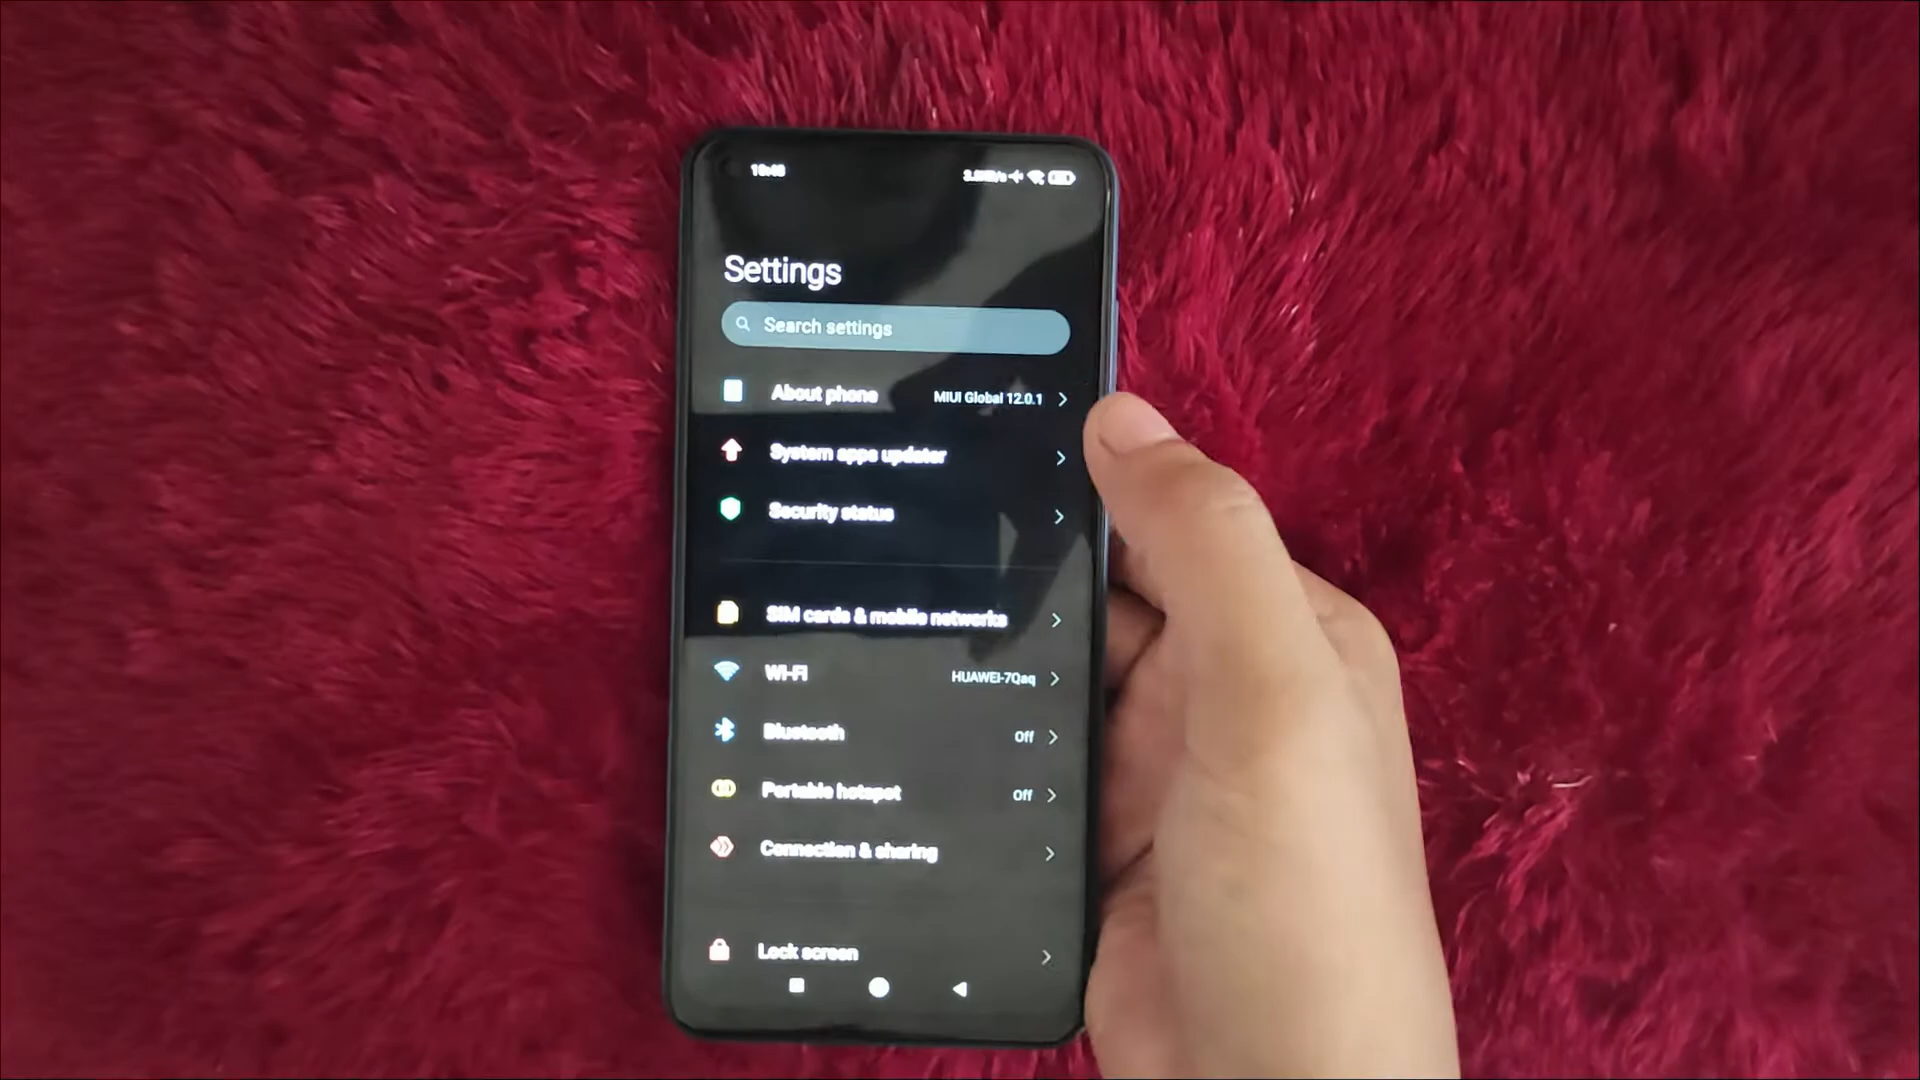 Settings
Search settings
About phone MIUI Global 12.0.1
System apps updater
Security status
SIM cards & mobile networks
Wi-Fi HUAWEI-7Qaq
Bluetooth Off
Portable hotspot Off
Connection & sharing
Lock screen